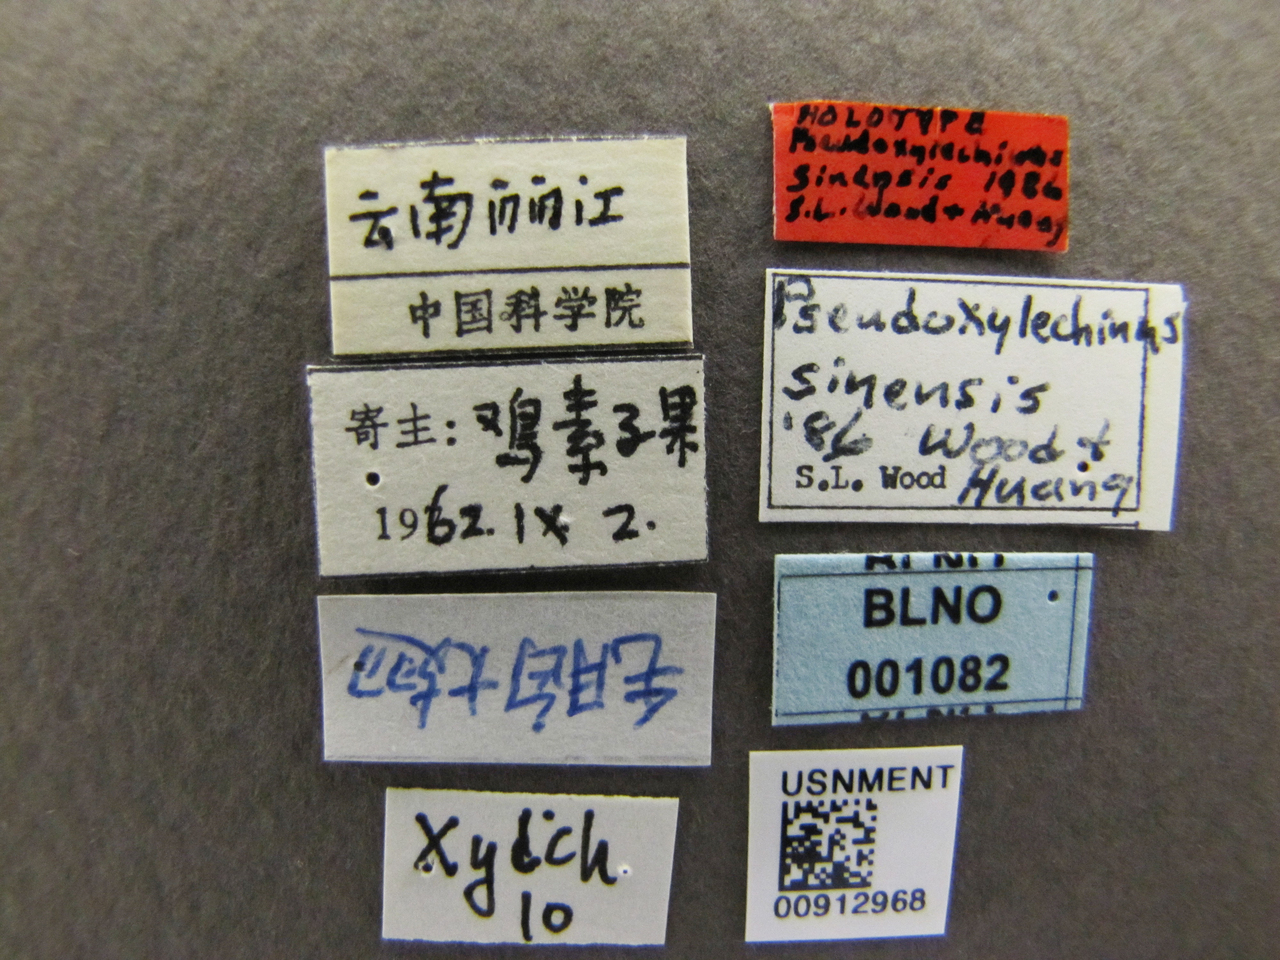 云南丽江
中国科学院
寄主: 鸡素子果
1962. IX 2.
Xylech
10
HOLOTYPE
Pseudoxylechinus
sinensis 1986
S.L. Wood + Huang
Pseudoxylechinus
sinensis
'86 Wood +
S.L. Wood Huang
BLNO
001082
USNMENT
00912968